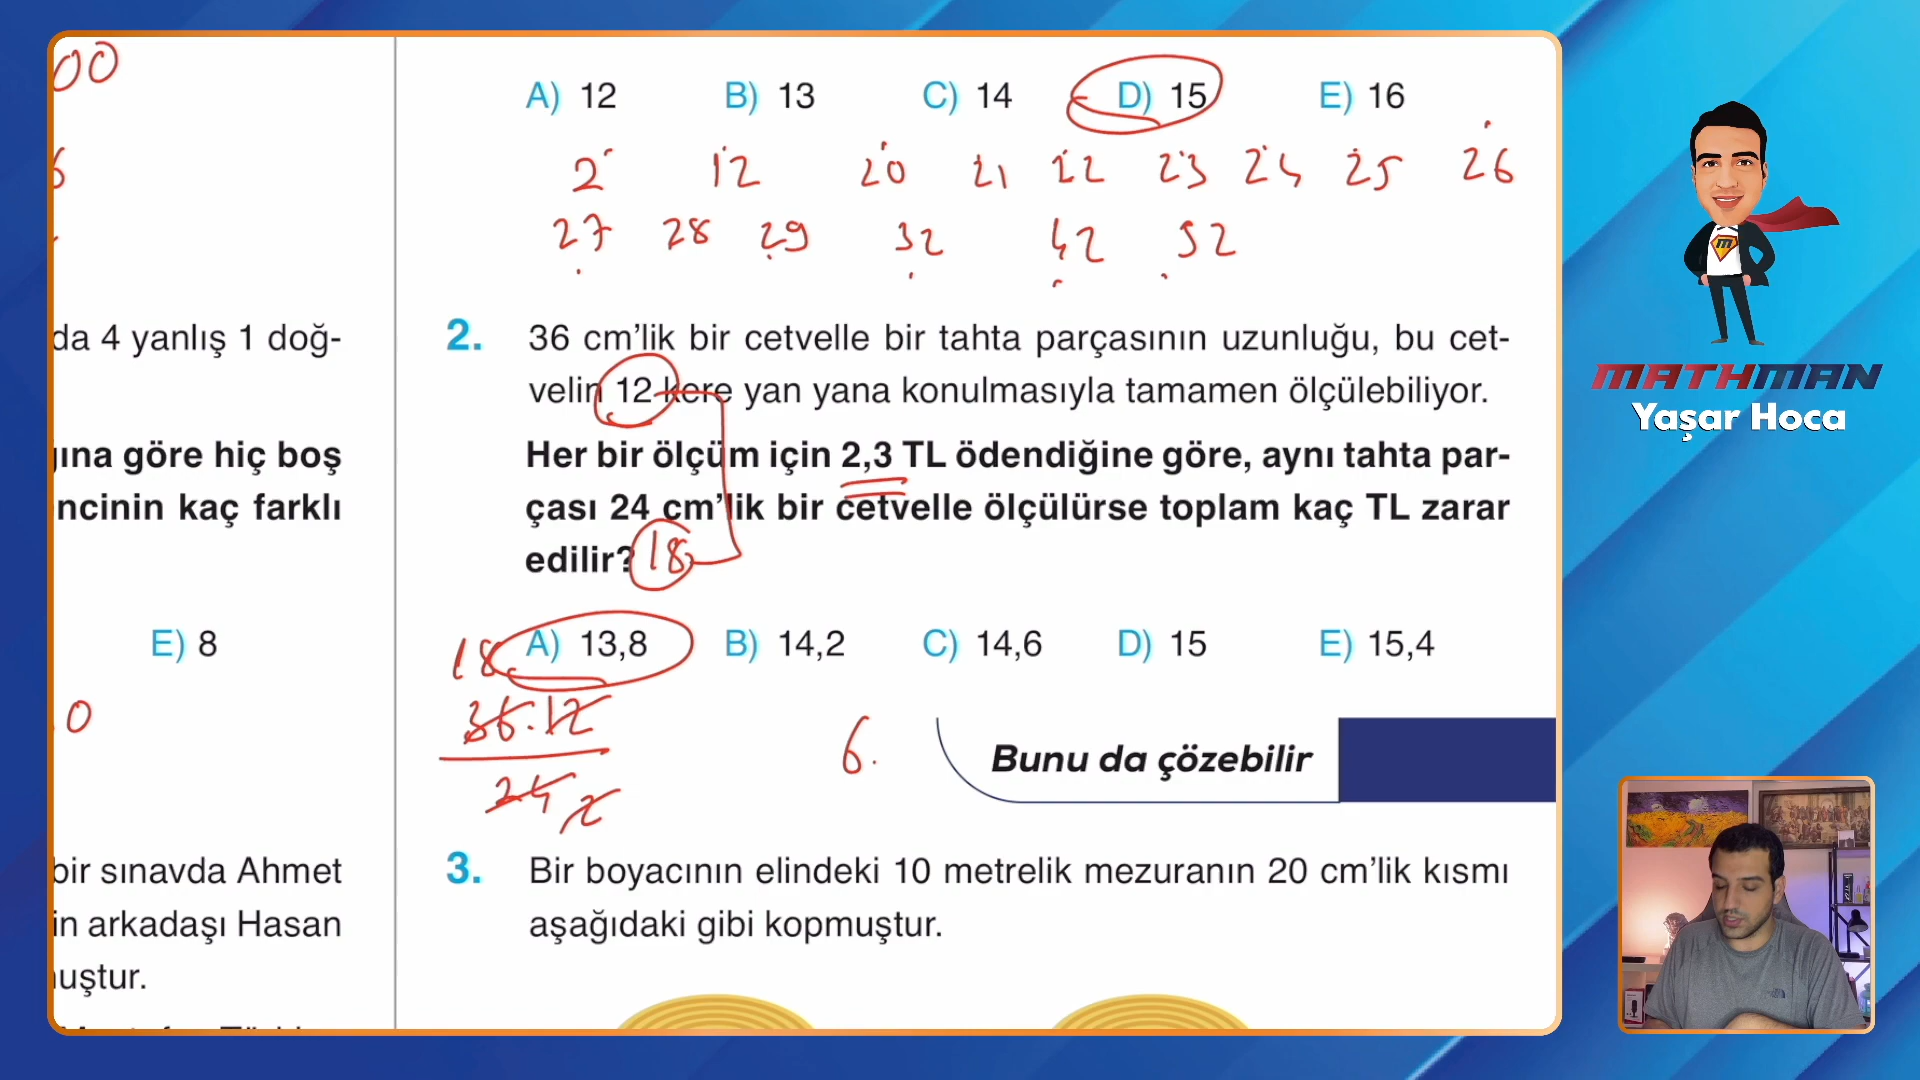 00
6
da 4 yanlış 1 doğ-
ına göre hiç boş
ncinin kaç farklı
E) 8
0
bir sınavda Ahmet
in arkadaşı Hasan
uştur.
A) 12 B) 13 C) 14 D) 15 E) 16
2 12 20 21 22 23 24 25 26
27 28 29 32 42 52
2. 36 cm'lik bir cetvelle bir tahta parçasının uzunluğu, bu cet-
velin 12 kere yan yana konulmasıyla tamamen ölçülebiliyor.
Her bir ölçüm için 2,3 TL ödendiğine göre, aynı tahta par-
çası 24 cm'lik bir cetvelle ölçülürse toplam kaç TL zarar
edilir? 18
A) 13,8 B) 14,2 C) 14,6 D) 15 E) 15,4
18
36.12
24 2
6.
Bunu da çözebilir
3. Bir boyacının elindeki 10 metrelik mezuranın 20 cm'lik kısmı
aşağıdaki gibi kopmuştur.
M
MATHMAN
Yaşar Hoca